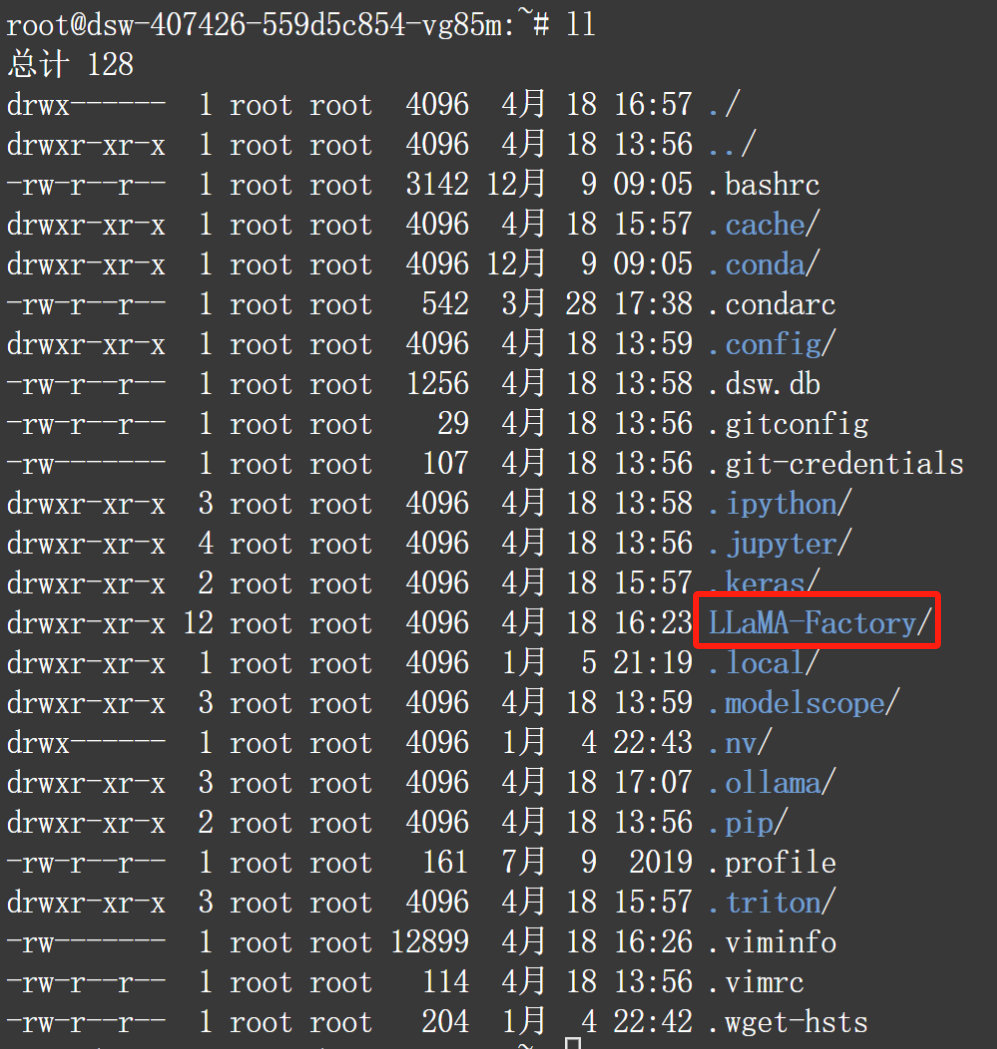 root@dsw-407426-559d5c854-vg85m:~# ll
总计 128
drwx------  1 root root  4096  4月 18 16:57 ./
drwxr-xr-x  1 root root  4096  4月 18 13:56 ../
-rw-r--r--  1 root root  3142 12月  9 09:05 .bashrc
drwxr-xr-x  1 root root  4096  4月 18 15:57 .cache/
drwxr-xr-x  1 root root  4096 12月  9 09:05 .conda/
-rw-r--r--  1 root root   542  3月 28 17:38 .condarc
drwxr-xr-x  1 root root  4096  4月 18 13:59 .config/
-rw-r--r--  1 root root  1256  4月 18 13:58 .dsw.db
-rw-r--r--  1 root root    29  4月 18 13:56 .gitconfig
-rw-------  1 root root   107  4月 18 13:56 .git-credentials
drwxr-xr-x  3 root root  4096  4月 18 13:58 .ipython/
drwxr-xr-x  4 root root  4096  4月 18 13:56 .jupyter/
drwxr-xr-x  2 root root  4096  4月 18 15:57 .keras/
drwxr-xr-x 12 root root  4096  4月 18 16:23 LLaMA-Factory/
drwxr-xr-x  1 root root  4096  1月  5 21:19 .local/
drwxr-xr-x  3 root root  4096  4月 18 13:59 .modelscope/
drwx------  1 root root  4096  1月  4 22:43 .nv/
drwxr-xr-x  3 root root  4096  4月 18 17:07 .ollama/
drwxr-xr-x  2 root root  4096  4月 18 13:56 .pip/
-rw-r--r--  1 root root   161  7月  9  2019 .profile
drwxr-xr-x  3 root root  4096  4月 18 15:57 .triton/
-rw-------  1 root root 12899  4月 18 16:26 .viminfo
-rw-r--r--  1 root root   114  4月 18 13:56 .vimrc
-rw-r--r--  1 root root   204  1月  4 22:42 .wget-hsts